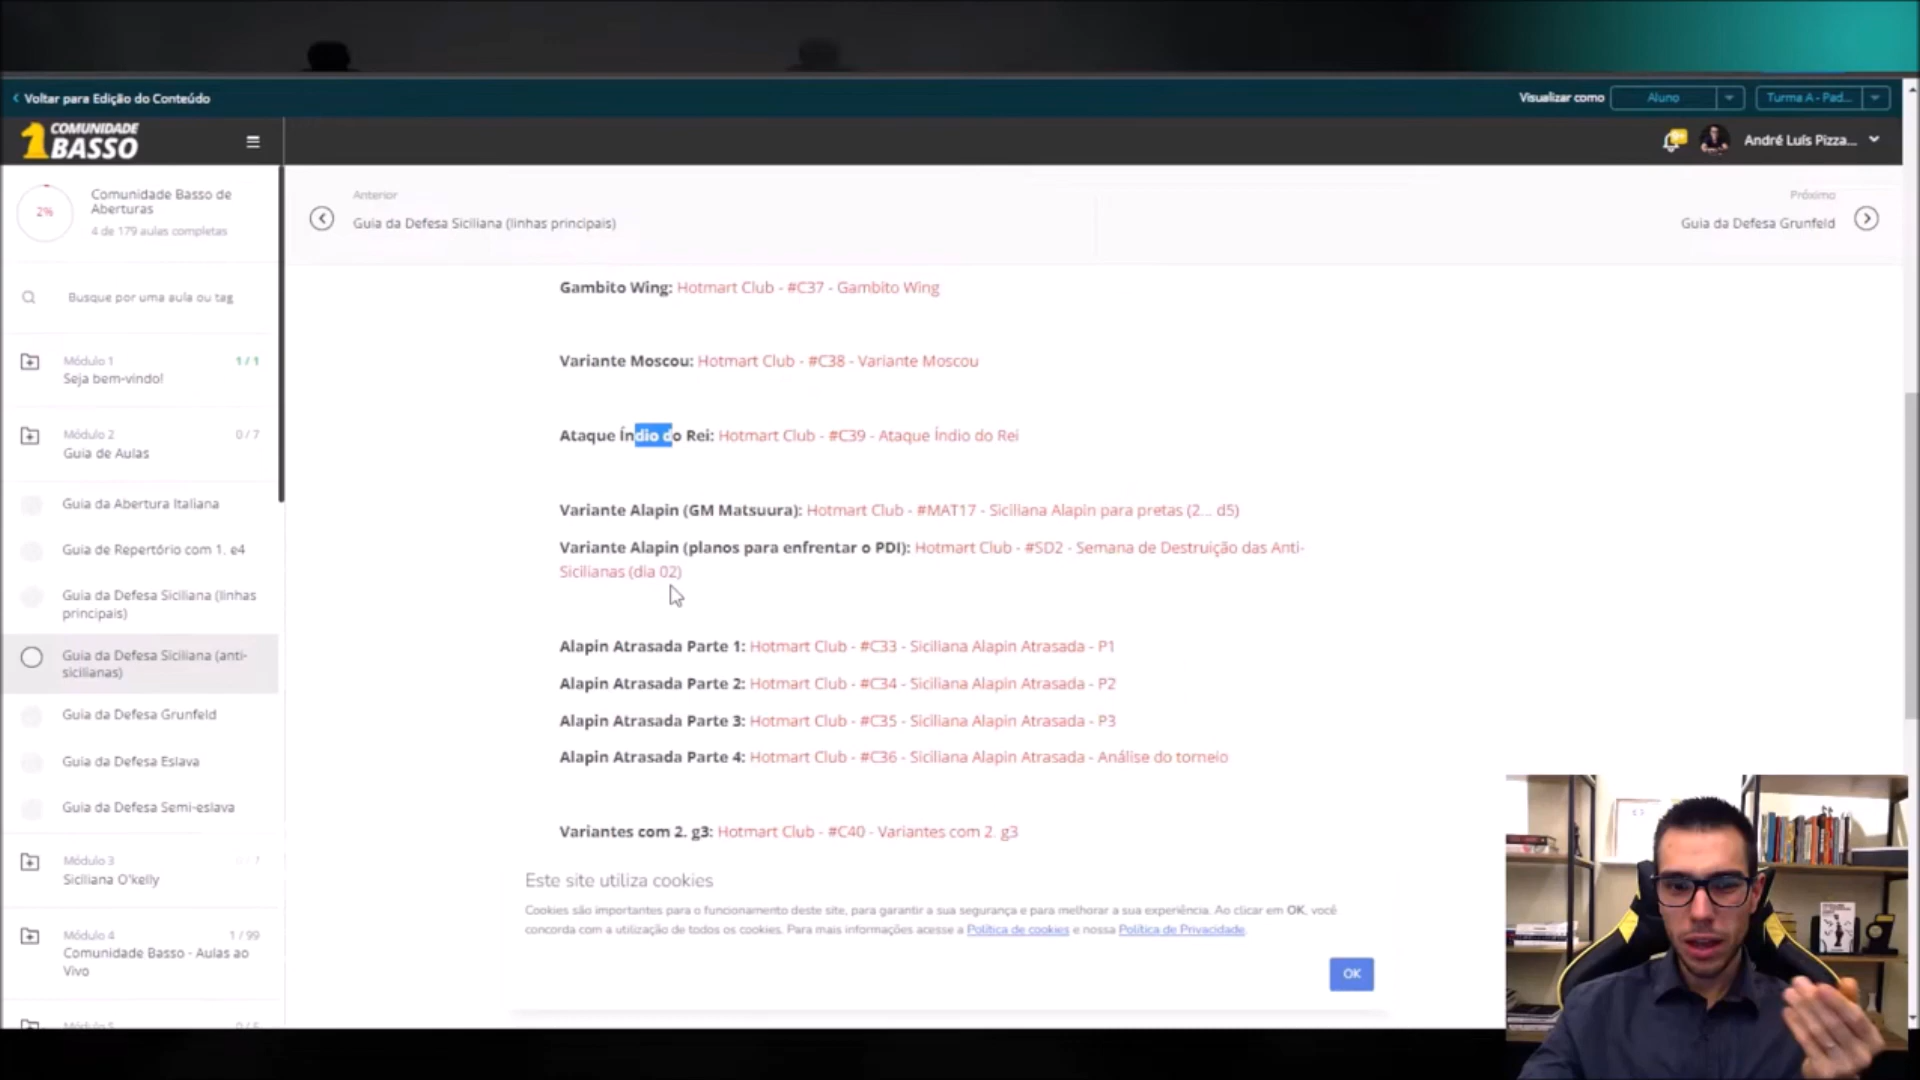 Voltar para Edição do Conteúdo
Visualizar como
Aluno
Turma A - Pad...
COMUNIDADE
BASSO
André Luís Pizza...
2%
Comunidade Basso de
Aberturas
4 de 179 aulas completas
Anterior
Guia da Defesa Siciliana (linhas principais)
Próximo
Guia da Defesa Grunfeld
Busque por uma aula ou tag
Módulo 1
1 / 1
Seja bem-vindo!
Módulo 2
0 / 7
Guia de Aulas
Guia da Abertura Italiana
Guia de Repertório com 1. e4
Guia da Defesa Siciliana (linhas
principais)
Guia da Defesa Siciliana (anti-
sicilianas)
Guia da Defesa Grunfeld
Guia da Defesa Eslava
Guia da Defesa Semi-eslava
Módulo 3
Siciliana O'kelly
Módulo 4
1 / 99
Comunidade Basso - Aulas ao
Vivo
Gambito Wing: Hotmart Club - #C37 - Gambito Wing
Variante Moscou: Hotmart Club - #C38 - Variante Moscou
Ataque Índio do Rei: Hotmart Club - #C39 - Ataque Índio do Rei
Variante Alapin (GM Matsuura): Hotmart Club - #MAT17 - Siciliana Alapin para pretas (2... d5)
Variante Alapin (planos para enfrentar o PDI): Hotmart Club - #SD2 - Semana de Destruição das Anti-
Sicilianas (dia 02)
Alapin Atrasada Parte 1: Hotmart Club - #C33 - Siciliana Alapin Atrasada - P1
Alapin Atrasada Parte 2: Hotmart Club - #C34 - Siciliana Alapin Atrasada - P2
Alapin Atrasada Parte 3: Hotmart Club - #C35 - Siciliana Alapin Atrasada - P3
Alapin Atrasada Parte 4: Hotmart Club - #C36 - Siciliana Alapin Atrasada - Análise do torneio
Variantes com 2. g3: Hotmart Club - #C40 - Variantes com 2. g3
Este site utiliza cookies
Cookies são importantes para o funcionamento deste site, para garantir a sua segurança e para melhorar a sua experiência. Ao clicar em OK, você
concorda com a utilização de todos os cookies. Para mais informações acesse a Política de cookies e nossa Política de Privacidade.
OK